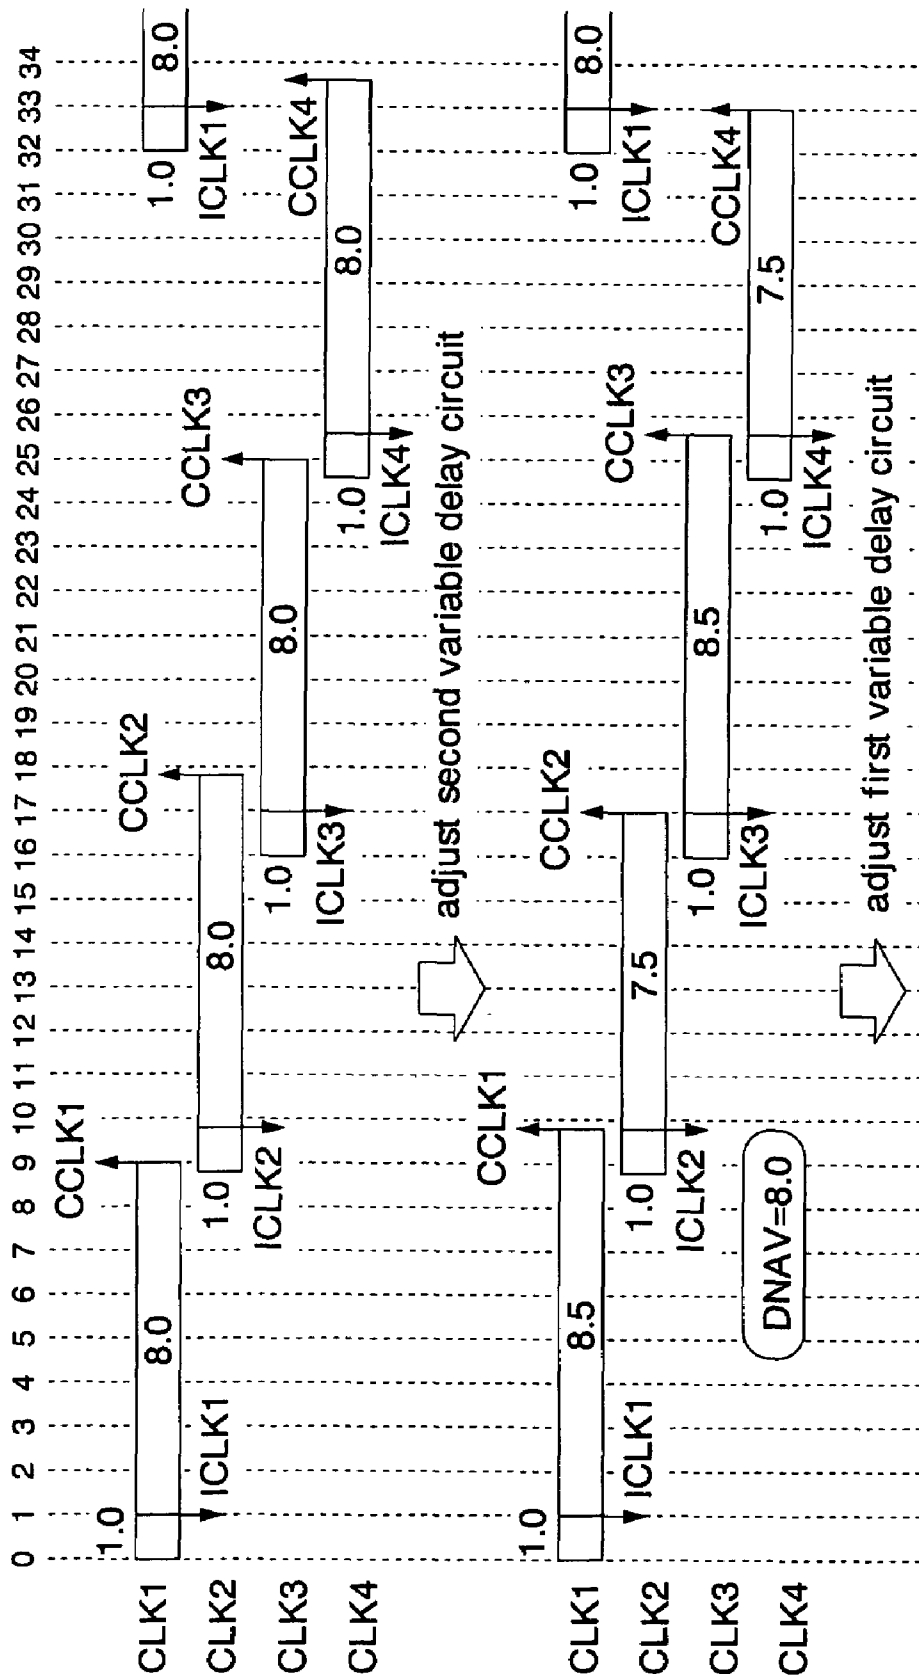 0 1 2 3 4 5 6 7 8 9 10 11 12 13 14 15 16 17 18 19 20 21 22 23 24 25 26 27 28 29 30 31 32 33 34
CLK1
1.0
ICLK1
8.0
CCLK1
1.0
ICLK1
8.0
CLK2
1.0
ICLK2
8.0
CCLK2
CLK3
1.0
ICLK3
8.0
CCLK3
CLK4
1.0
ICLK4
8.0
CCLK4
adjust second variable delay circuit
CLK1
1.0
ICLK1
8.5
CCLK1
1.0
ICLK1
8.0
CLK2
1.0
ICLK2
7.5
CCLK2
CLK3
1.0
ICLK3
8.5
CCLK3
CLK4
DNAV=8.0
1.0
ICLK4
7.5
CCLK4
adjust first variable delay circuit